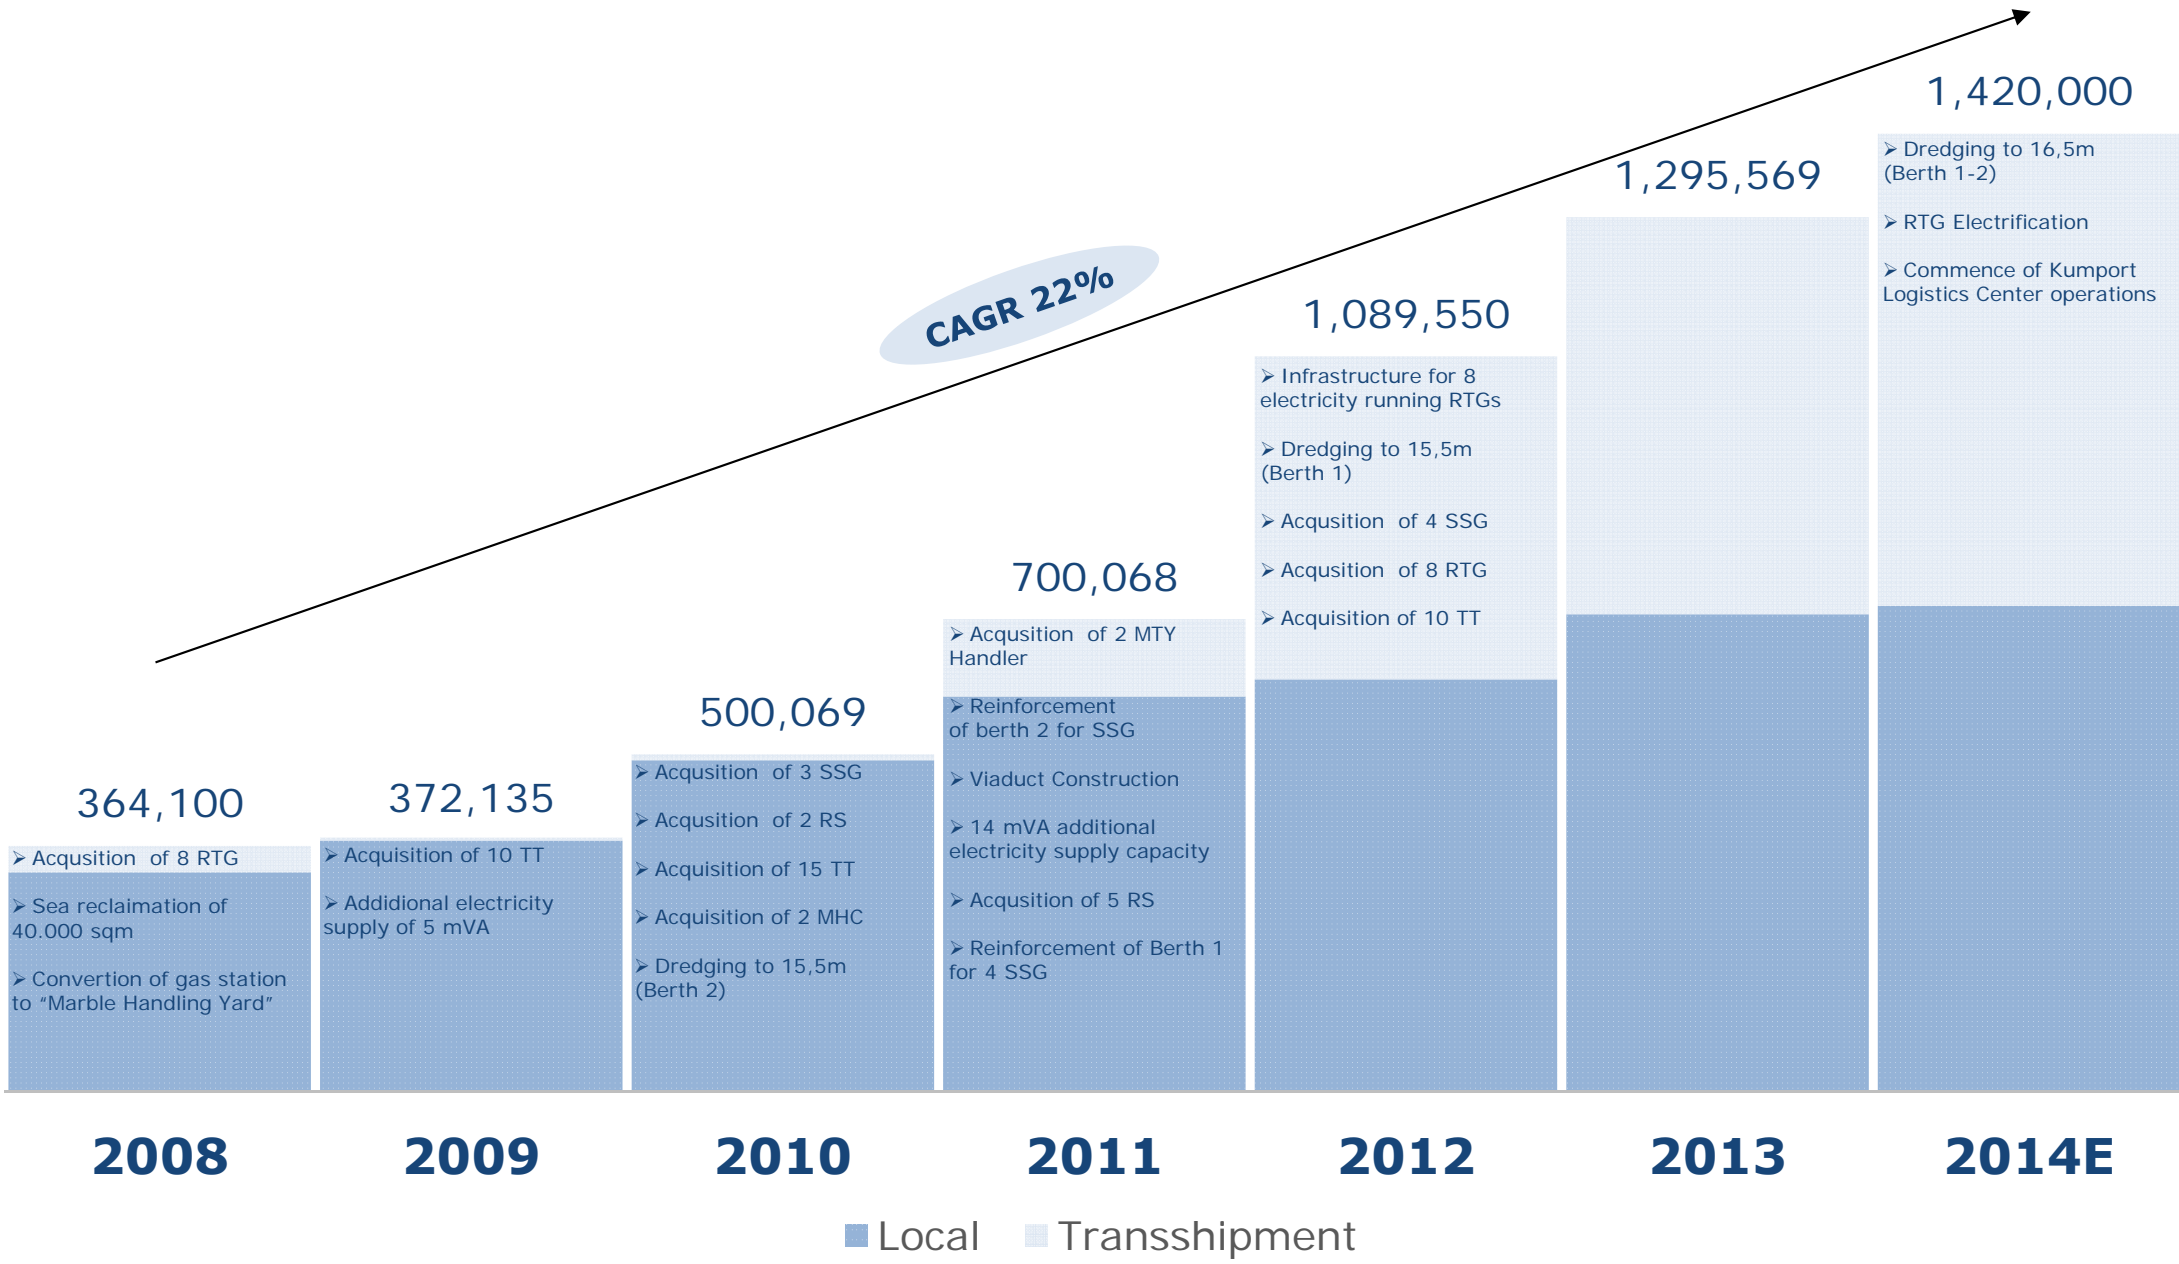 1,420,000
➢ Dredging to 16,5m
(Berth 1-2)
➢ RTG Electrification
➢ Commence of Kumport
Logistics Center operations
1,295,569
CAGR 22%
1,089,550
➢ Infrastructure for 8
electricity running RTGs
➢ Dredging to 15,5m
(Berth 1)
➢ Acqusition of 4 SSG
➢ Acqusition of 8 RTG
➢ Acquisition of 10 TT
700,068
➢ Acqusition of 2 MTY
Handler
➢ Reinforcement
of berth 2 for SSG
➢ Viaduct Construction
➢ 14 mVA additional
electricity supply capacity
➢ Acqusition of 5 RS
➢ Reinforcement of Berth 1
for 4 SSG
500,069
➢ Acqusition of 3 SSG
➢ Acqusition of 2 RS
➢ Acquisition of 15 TT
➢ Acquisition of 2 MHC
➢ Dredging to 15,5m
(Berth 2)
372,135
➢ Acquisition of 10 TT
➢ Addidional electricity
supply of 5 mVA
364,100
➢ Acqusition of 8 RTG
➢ Sea reclaimation of
40.000 sqm
➢ Convertion of gas station
to “Marble Handling Yard”
2008 2009 2010 2011 2012 2013 2014E
Local Transshipment